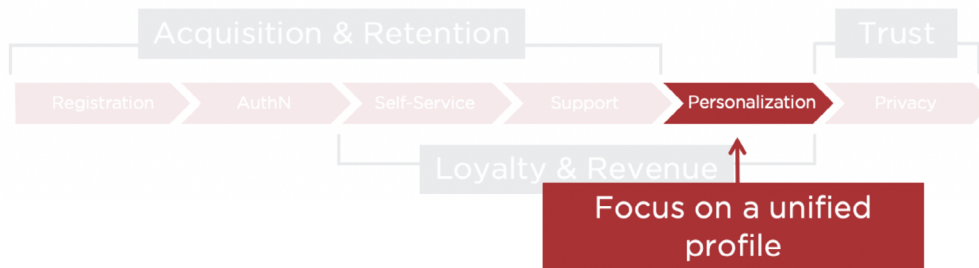 Acquisition & Retention
Trust
Registration
AuthN
Self-Service
Support
Personalization
Privacy
Loyalty & Revenue
Focus on a unified
profile